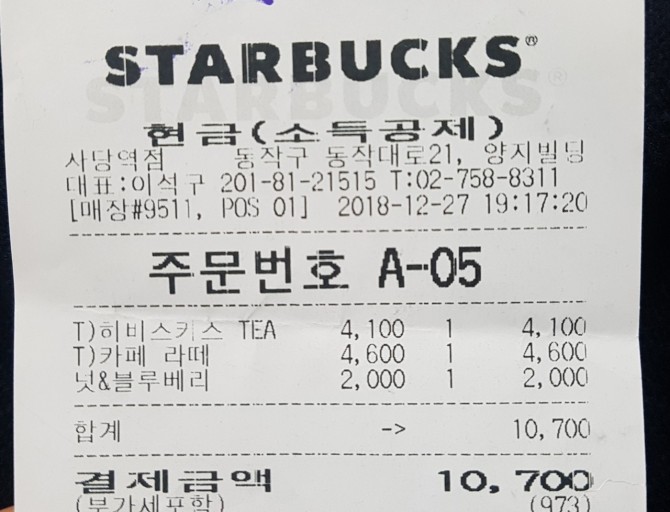 STARBUCKS®
현금(소득공제)
사당역점 동작구 동작대로21, 양지빌딩
대표:이석구 201-81-21515 T:02-758-8311
[매장#9511, POS 01] 2018-12-27 19:17:20
주문번호 A-05
T)히비스커스 TEA 4,100 1 4,100
T)카페 라떼 4,600 1 4,600
넛&블루베리 2,000 1 2,000
합계 -> 10,700
결제금액 10,700
(부가세포함) (973)